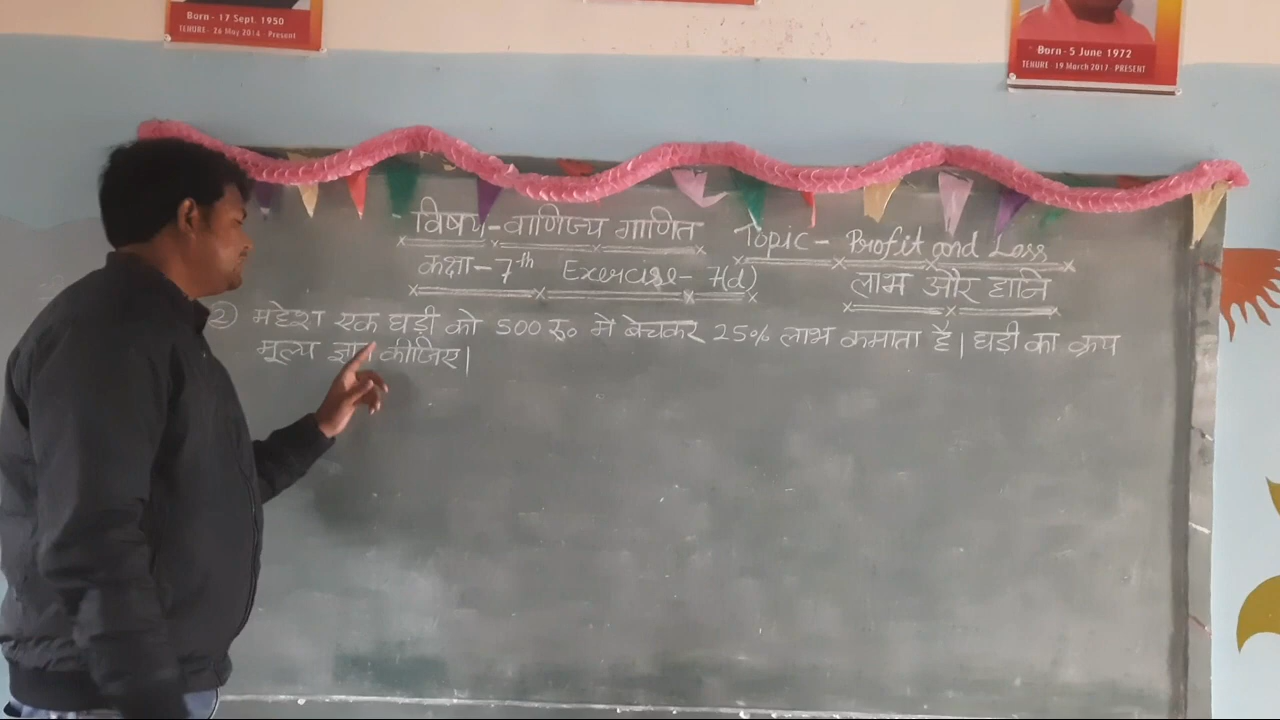 Born - 17 Sept. 1950
TENURE - 26 May 2014 - Present
Born - 5 June 1972
TENURE - 19 March 2017 - PRESENT
विषय - वाणिज्य गणित
Topic - Profit and Loss
कक्षा - 7th Exercise - 7(d)
लाभ और हानि
② महेश एक घड़ी को 500 रु० में बेचकर 25% लाभ कमाता है। घड़ी का क्रय
मूल्य ज्ञात कीजिए।